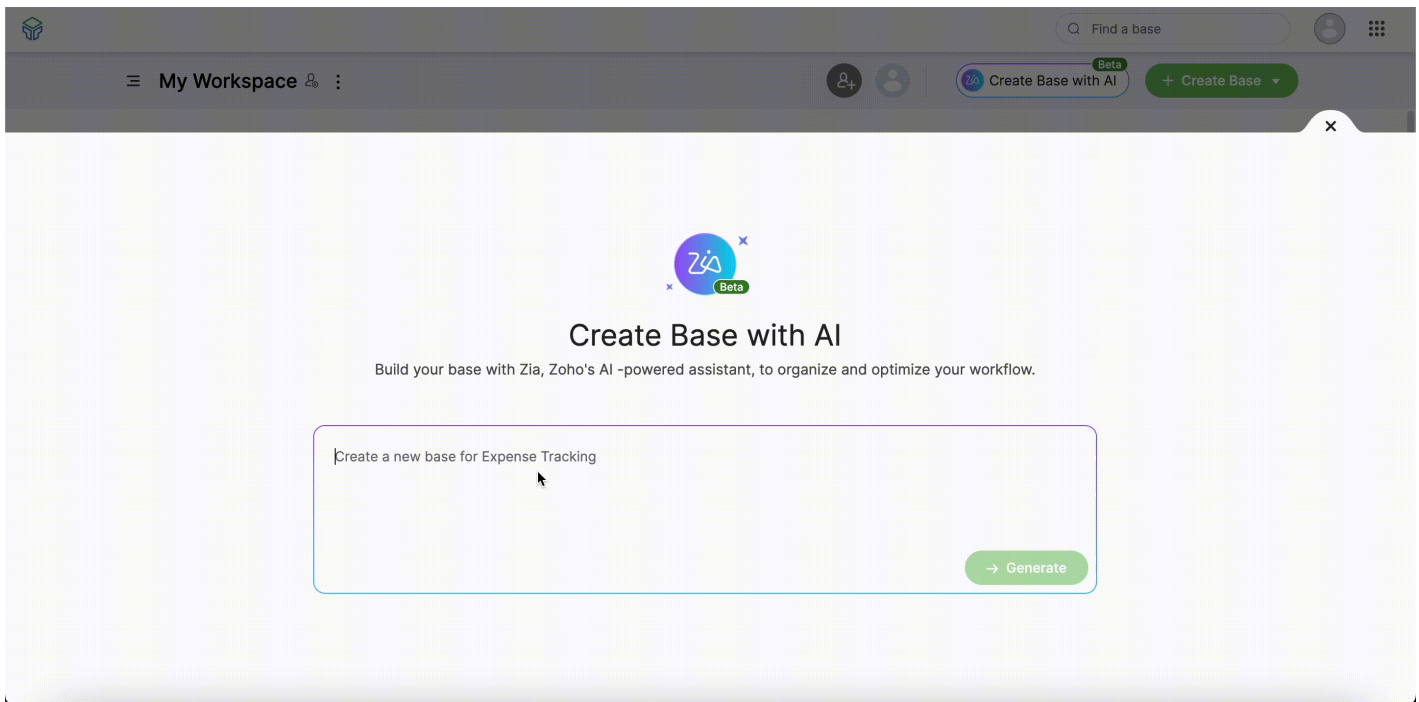 Find a base
My Workspace
Beta
Zia Create Base with AI
+ Create Base
Zia
Beta
Create Base with AI
Build your base with Zia, Zoho's AI -powered assistant, to organize and optimize your workflow.
Create a new base for Expense Tracking
→ Generate